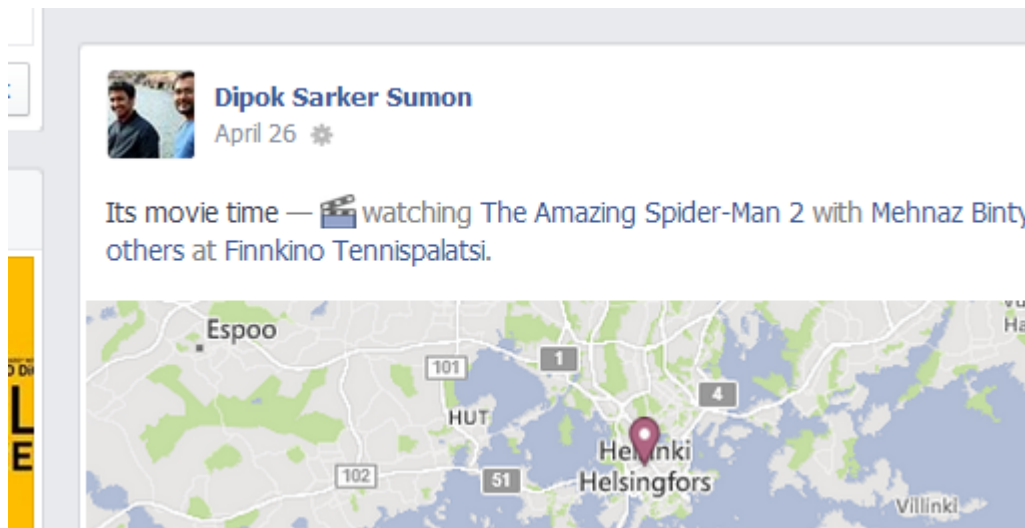 Dipok Sarker Sumon
April 26
Its movie time — watching The Amazing Spider-Man 2 with Mehnaz Binty
others at Finnkino Tennispalatsi.
Espoo
101
1
4
HUT
Helsinki
102
51
Helsingfors
Villinki
L
E